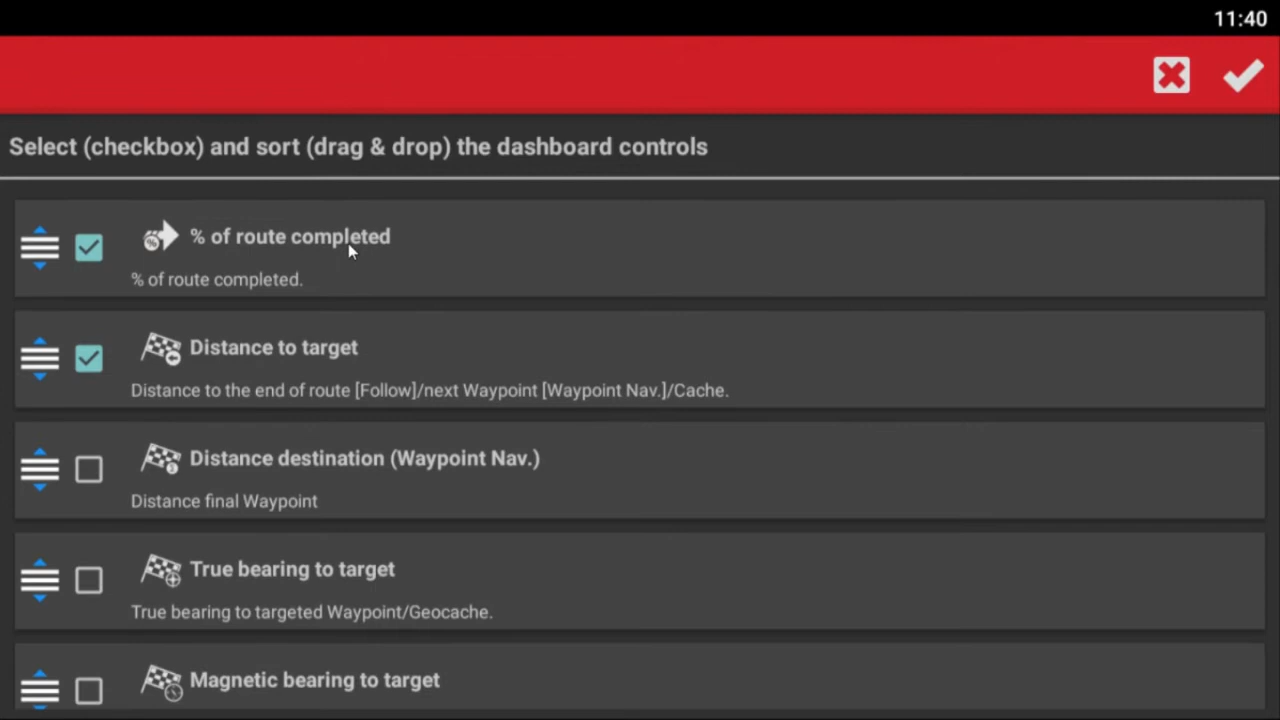 11:40
Select (checkbox) and sort (drag & drop) the dashboard controls
% of route completed
% of route completed.
Distance to target
Distance to the end of route [Follow]/next Waypoint [Waypoint Nav.]/Cache.
Distance destination (Waypoint Nav.)
Distance final Waypoint
True bearing to target
True bearing to targeted Waypoint/Geocache.
Magnetic bearing to target